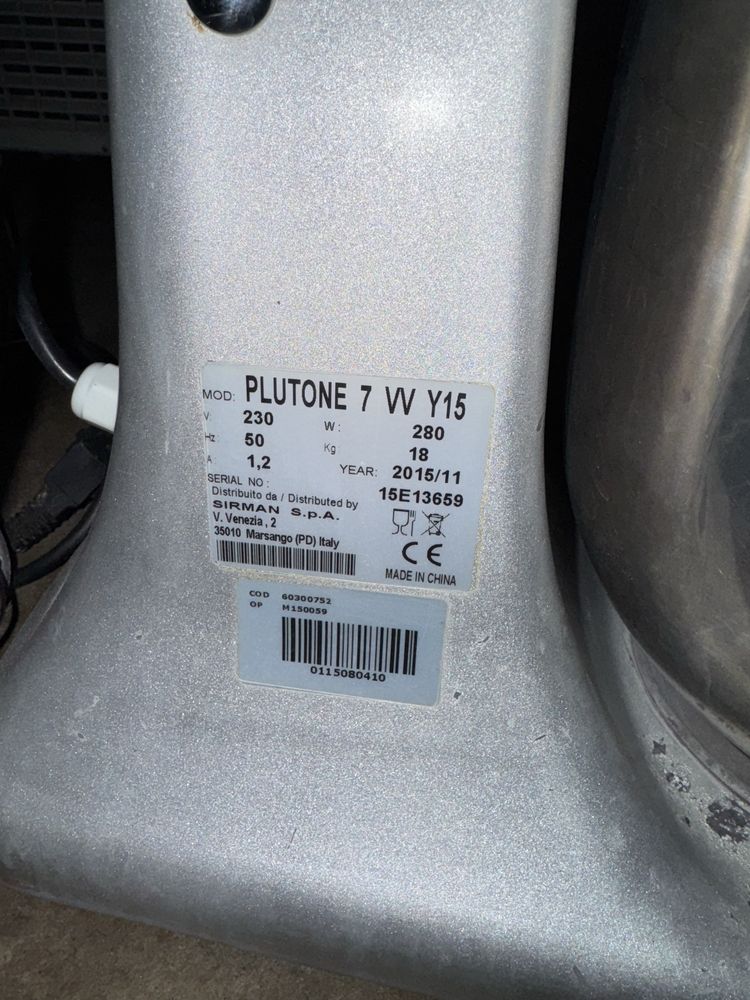 MOD: PLUTONE 7 VV Y15
V: 230 W: 280
Hz 50 Kg 18
A 1,2 YEAR: 2015/11
SERIAL NO: 15E13659
Distribuito da / Distributed by
SIRMAN S.p.A.
V. Venezia , 2
35010 Marsango (PD) Italy
CE
MADE IN CHINA
COD 60300752
OP M150059
0115080410